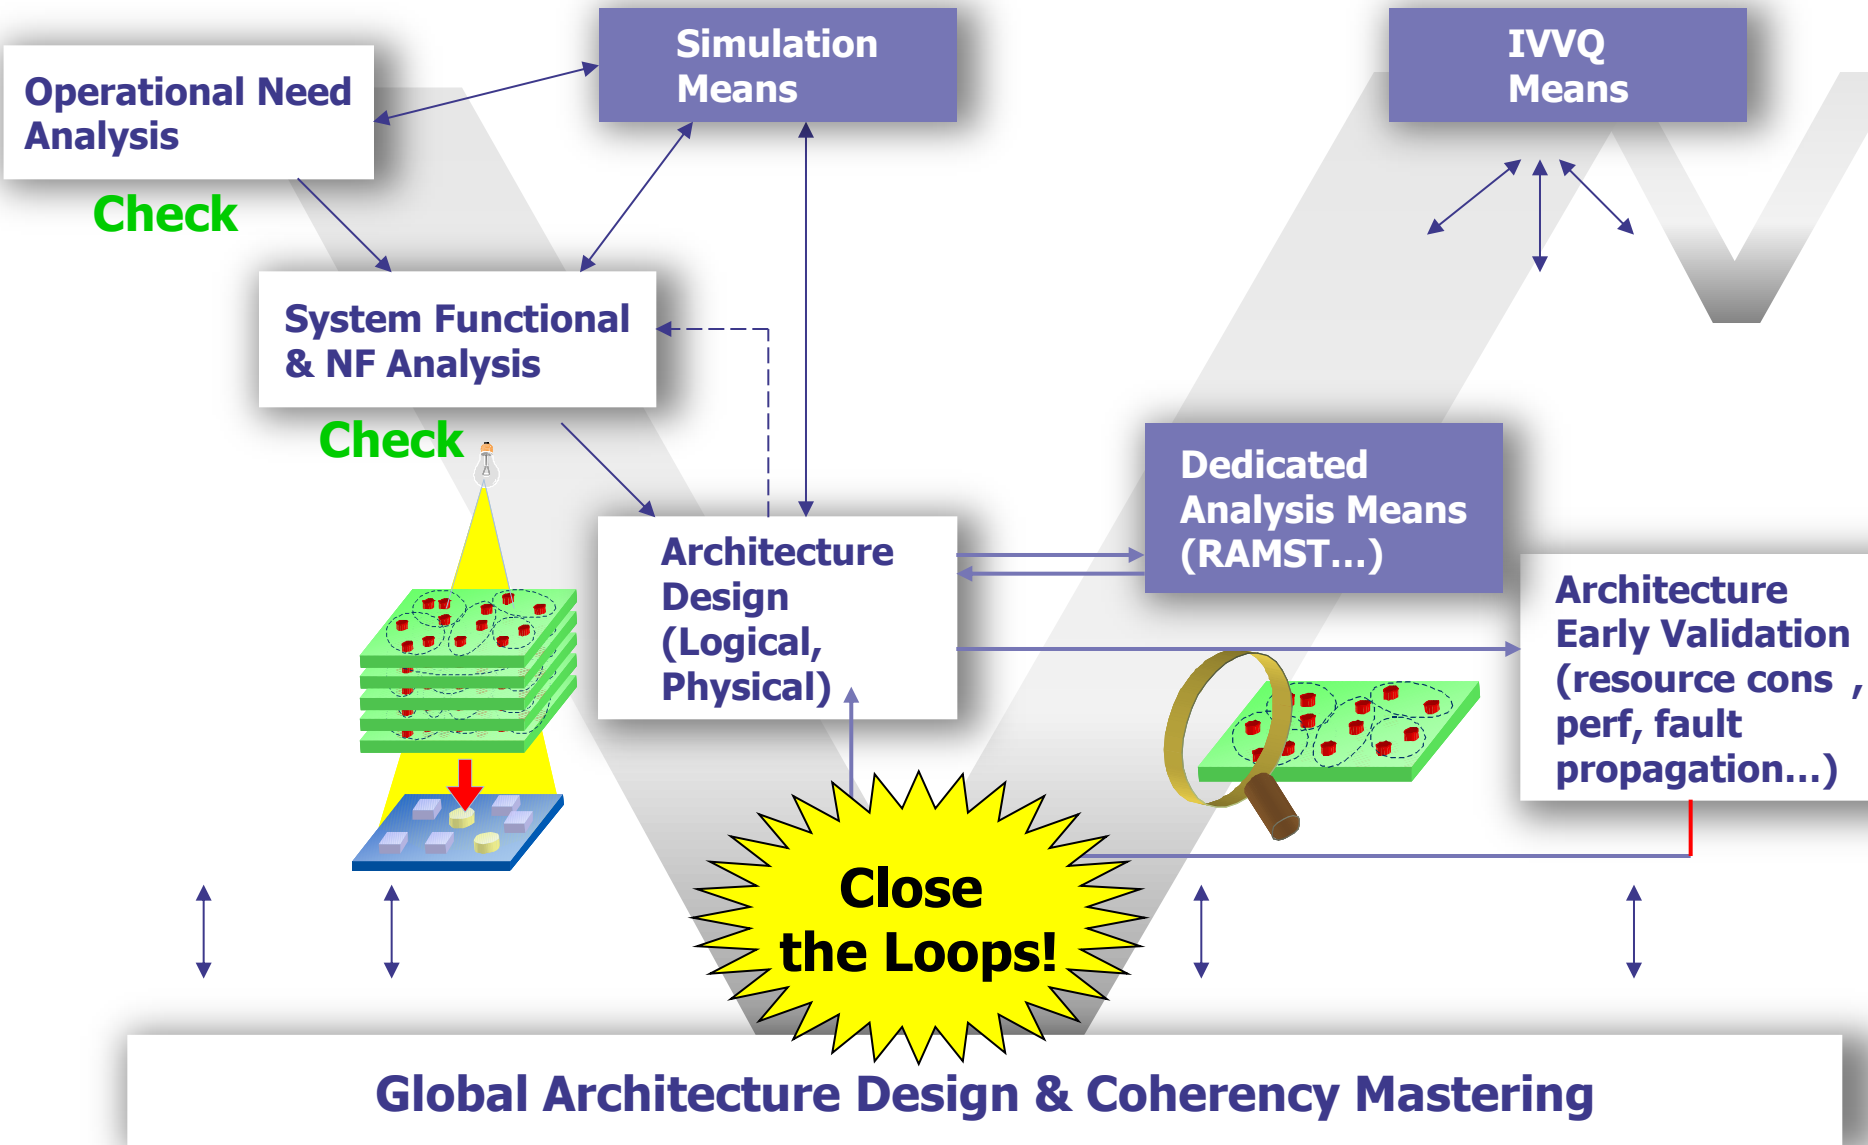 Simulation
Means
IVVQ
Means
Operational Need
Analysis
Check
System Functional
& NF Analysis
Check
Dedicated
Analysis Means
(RAMST...)
Architecture
Design
(Logical,
Physical)
Architecture
Early Validation
(resource cons ,
perf, fault
propagation...)
Close
the Loops!
Global Architecture Design & Coherency Mastering